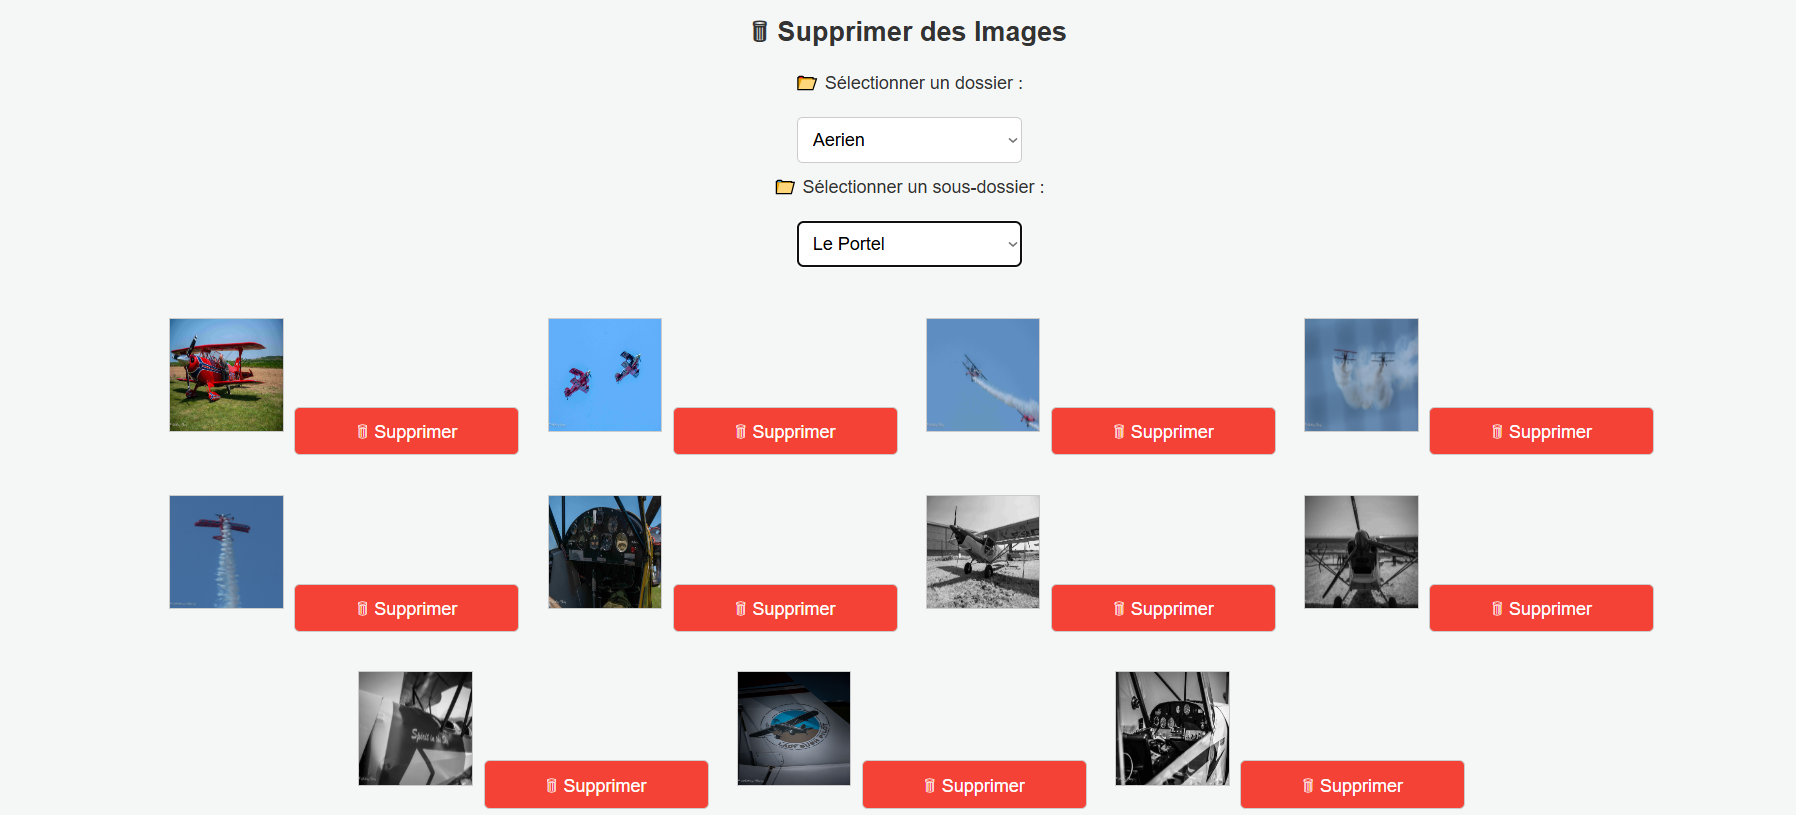 Supprimer des Images
Sélectionner un dossier :
Aerien
Sélectionner un sous-dossier :
Le Portel
Supprimer
Supprimer
Supprimer
Supprimer
Supprimer
Supprimer
Supprimer
Supprimer
Spirit
Supprimer
Supprimer
Supprimer